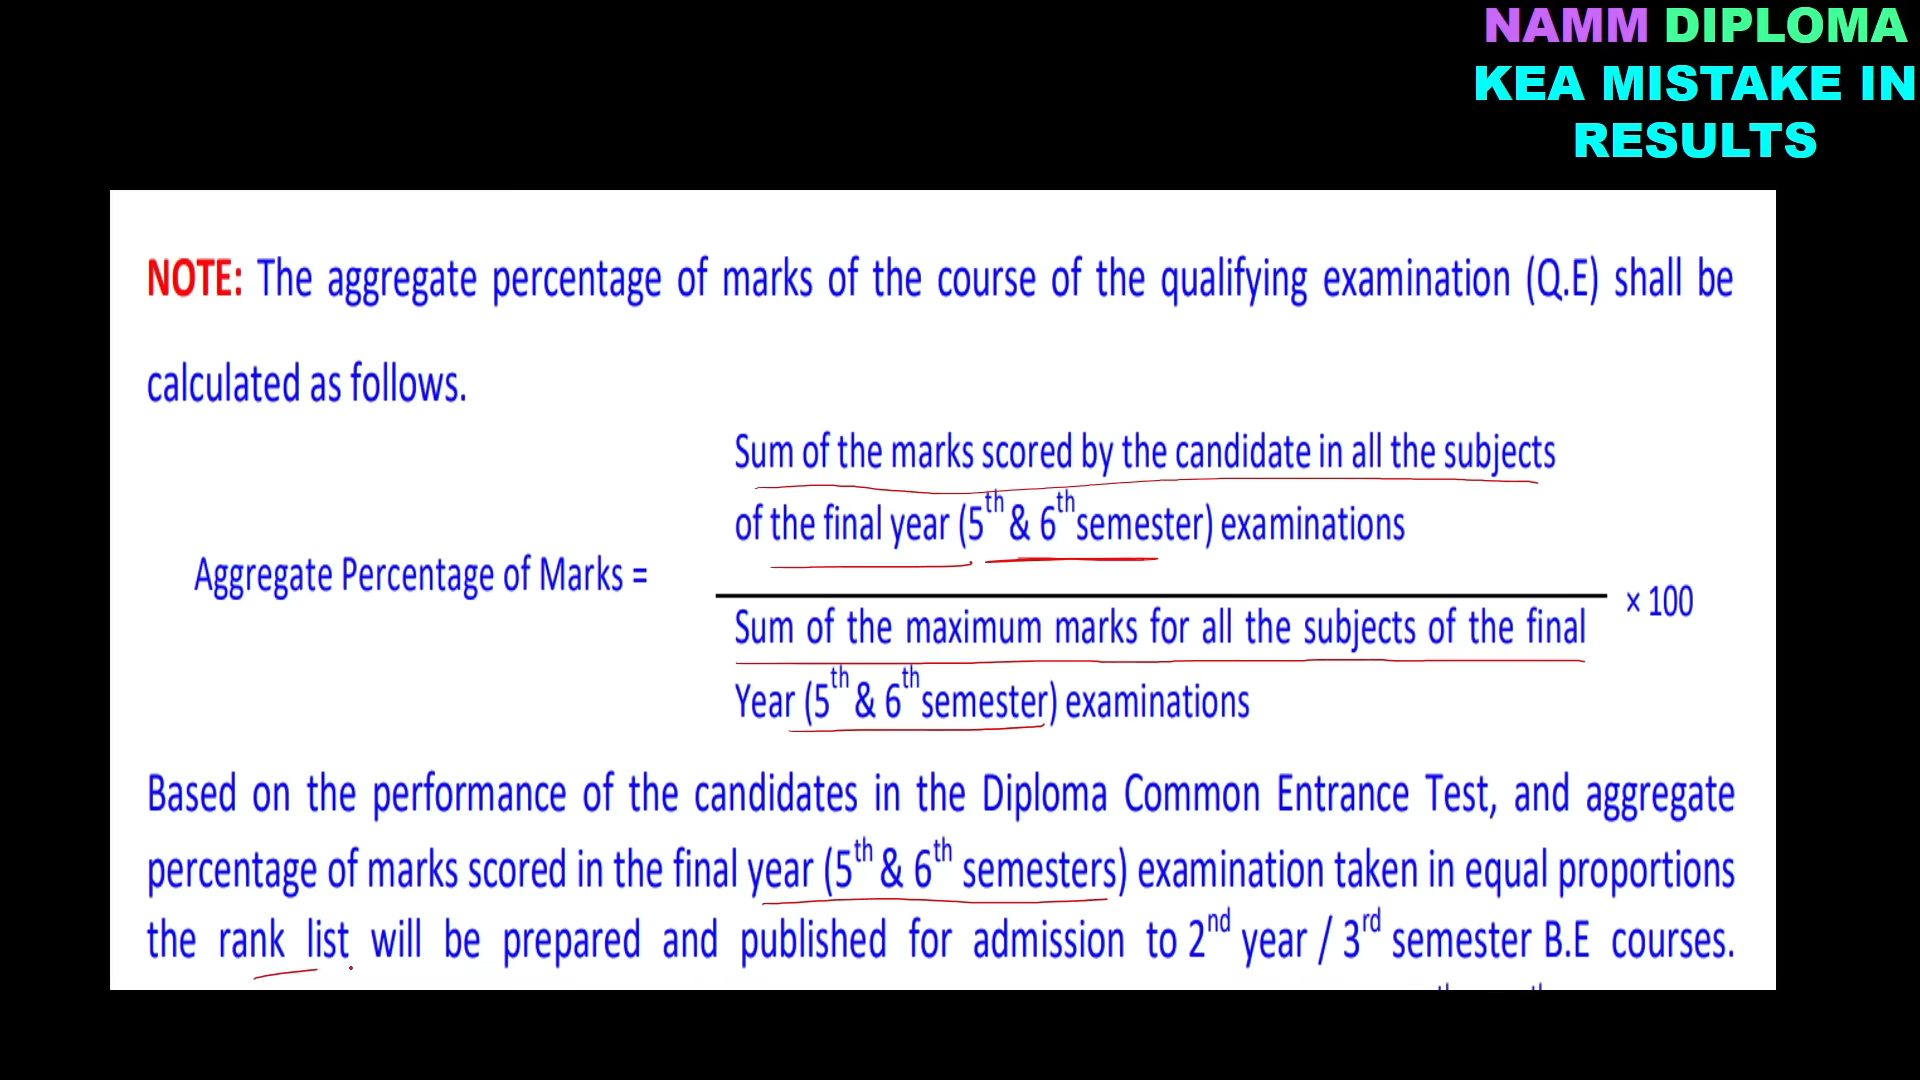 NAMM DIPLOMA
KEA MISTAKE IN
RESULTS
NOTE: The aggregate percentage of marks of the course of the qualifying examination (Q.E) shall be
calculated as follows.
Sum of the marks scored by the candidate in all the subjects
of the final year (5th & 6th semester) examinations
Aggregate Percentage of Marks =
× 100
Sum of the maximum marks for all the subjects of the final
Year (5th & 6th semester) examinations
Based on the performance of the candidates in the Diploma Common Entrance Test, and aggregate
percentage of marks scored in the final year (5th & 6th semesters) examination taken in equal proportions
the rank list will be prepared and published for admission to 2nd year / 3rd semester B.E courses.